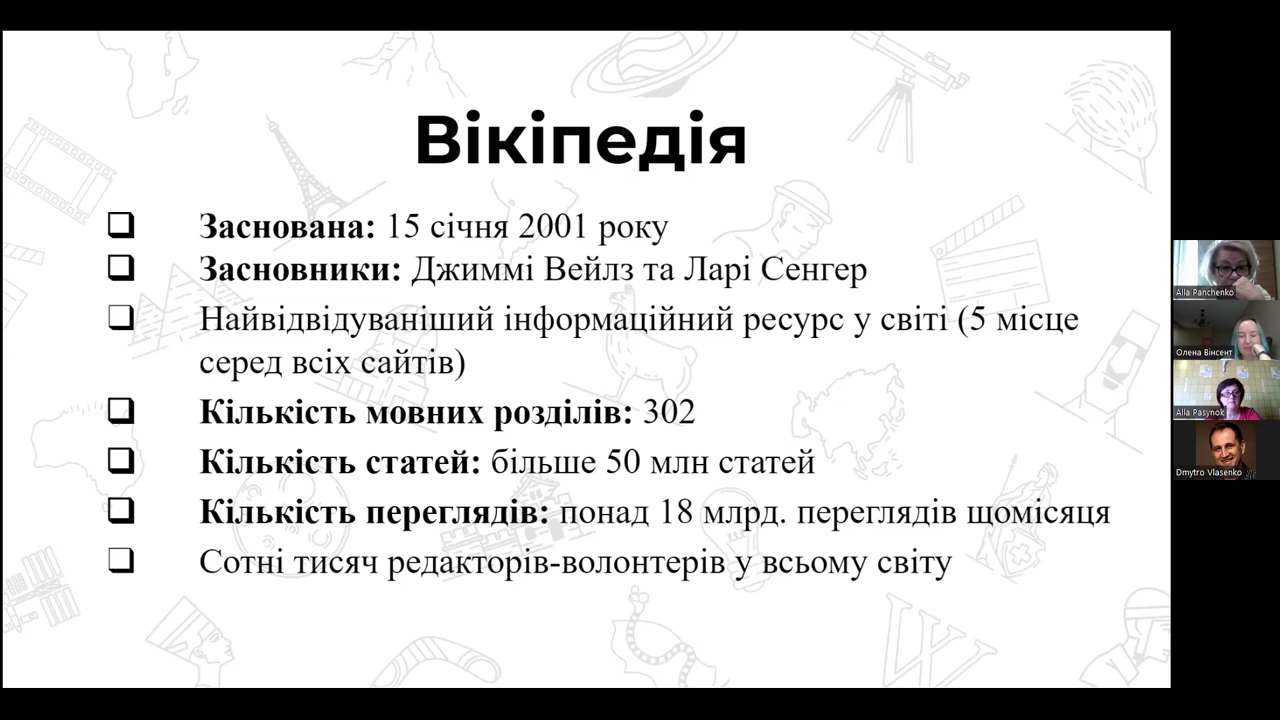 Вікіпедія
Заснована: 15 січня 2001 року
Засновники: Джиммі Вейлз та Ларі Сенгер
Найвідвідуваніший інформаційний ресурс у світі (5 місце
серед всіх сайтів)
Кількість мовних розділів: 302
Кількість статей: більше 50 млн статей
Кількість переглядів: понад 18 млрд. переглядів щомісяця
Сотні тисяч редакторів-волонтерів у всьому світу
Alla Panchenko
Олена Вінсент
Alla Pasynok
Dmytro Vlasenko